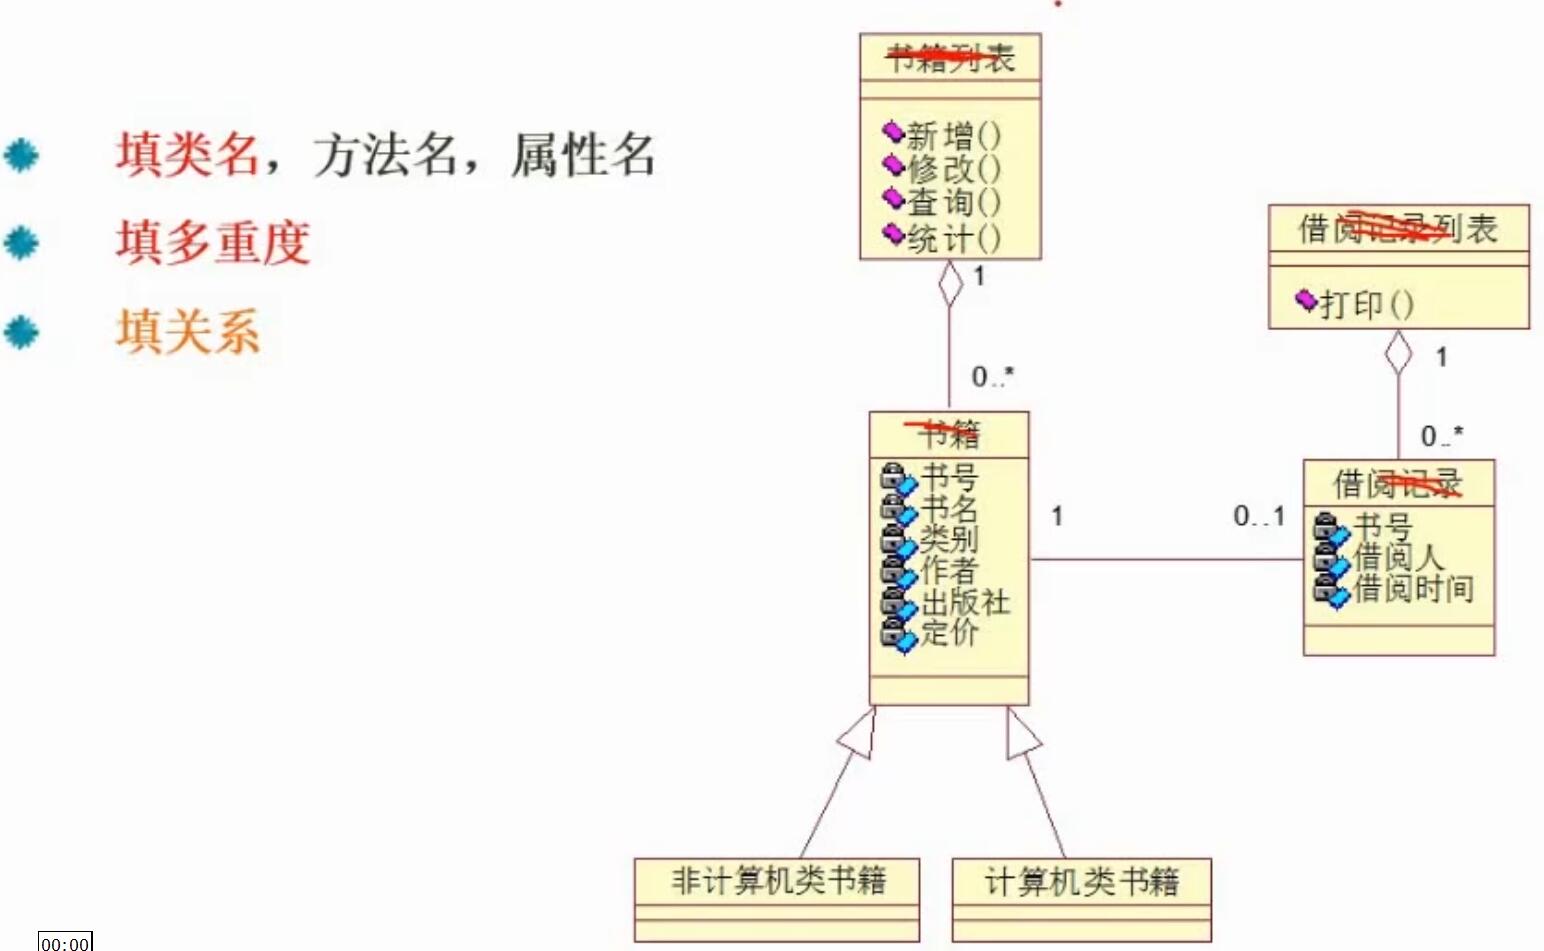 填类名，方法名，属性名
填多重度
填关系
书籍列表
新增()
修改()
查询()
统计()
1
0..*
借阅记录列表
打印()
1
0..*
书籍
书号
书名
类别
作者
出版社
定价
1
0..1
借阅记录
书号
借阅人
借阅时间
非计算机类书籍
计算机类书籍
00:00